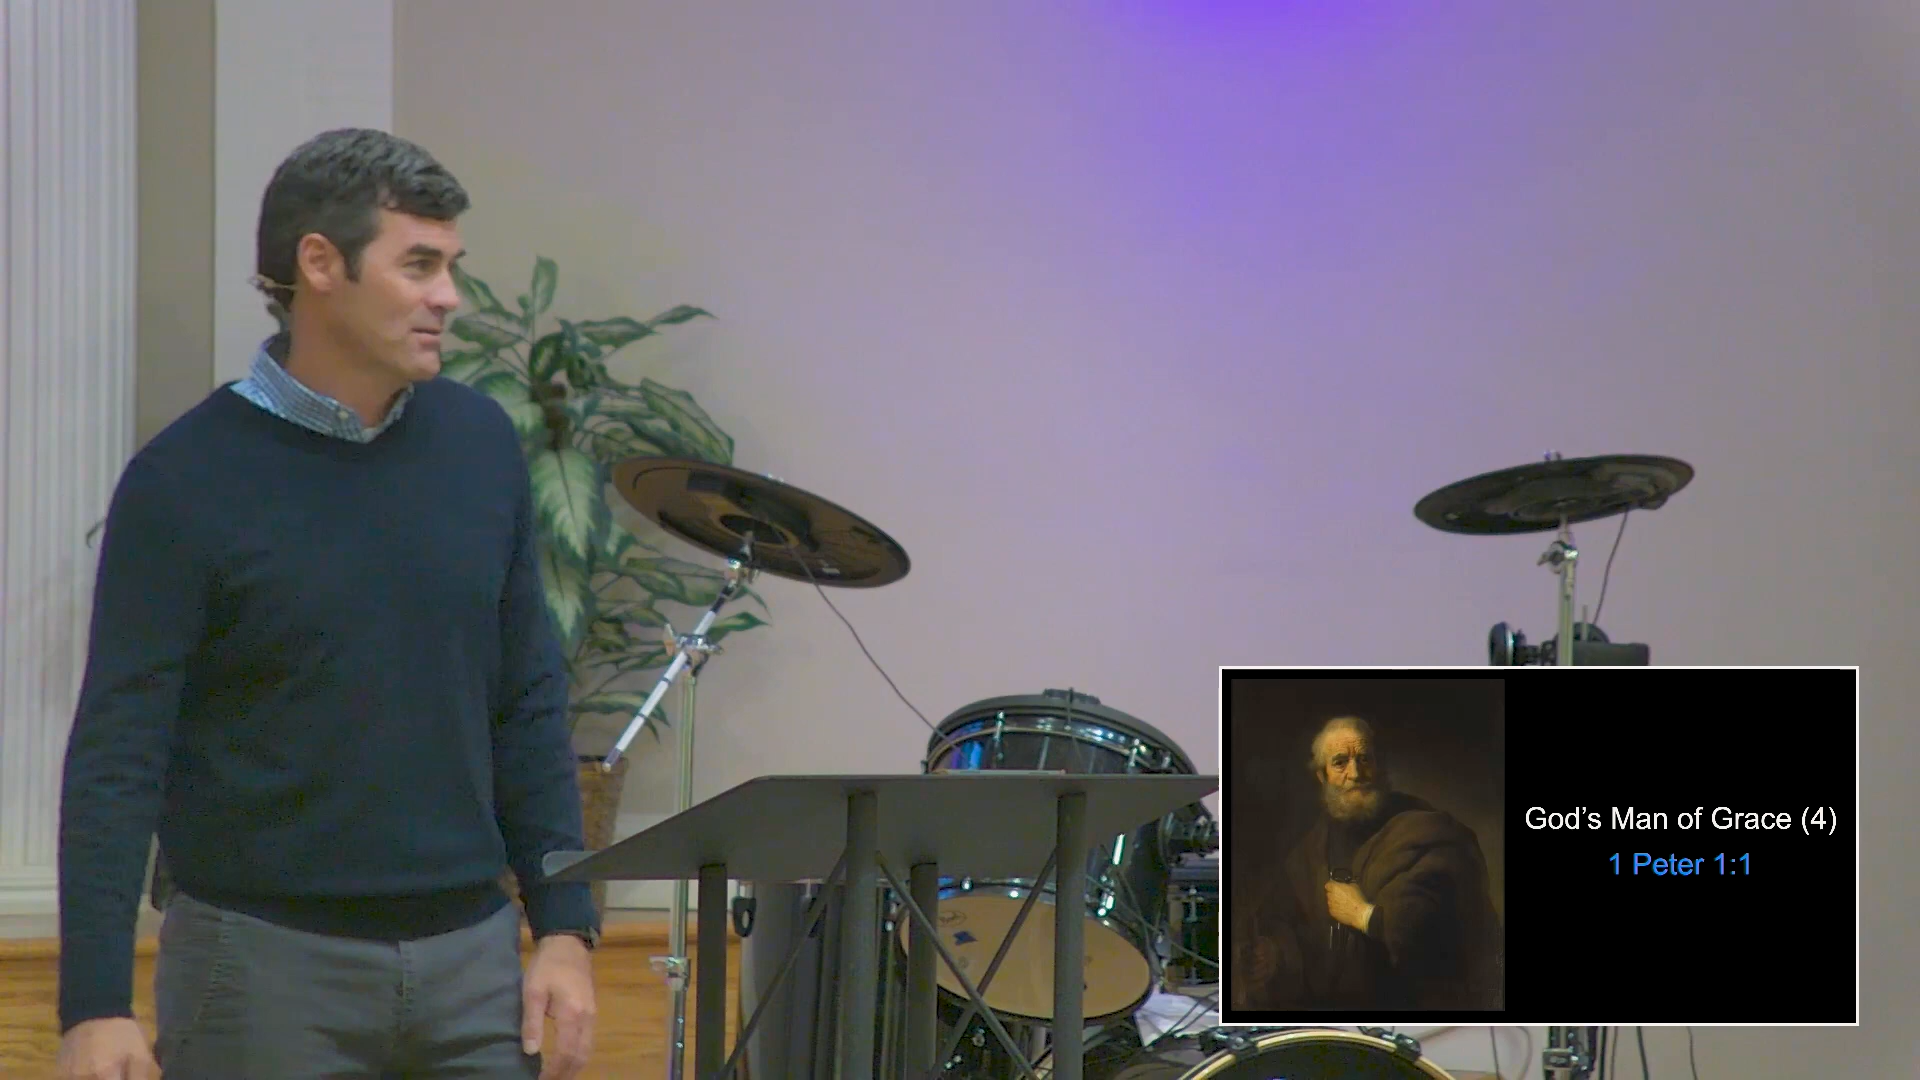 God’s Man of Grace (4)
1 Peter 1:1